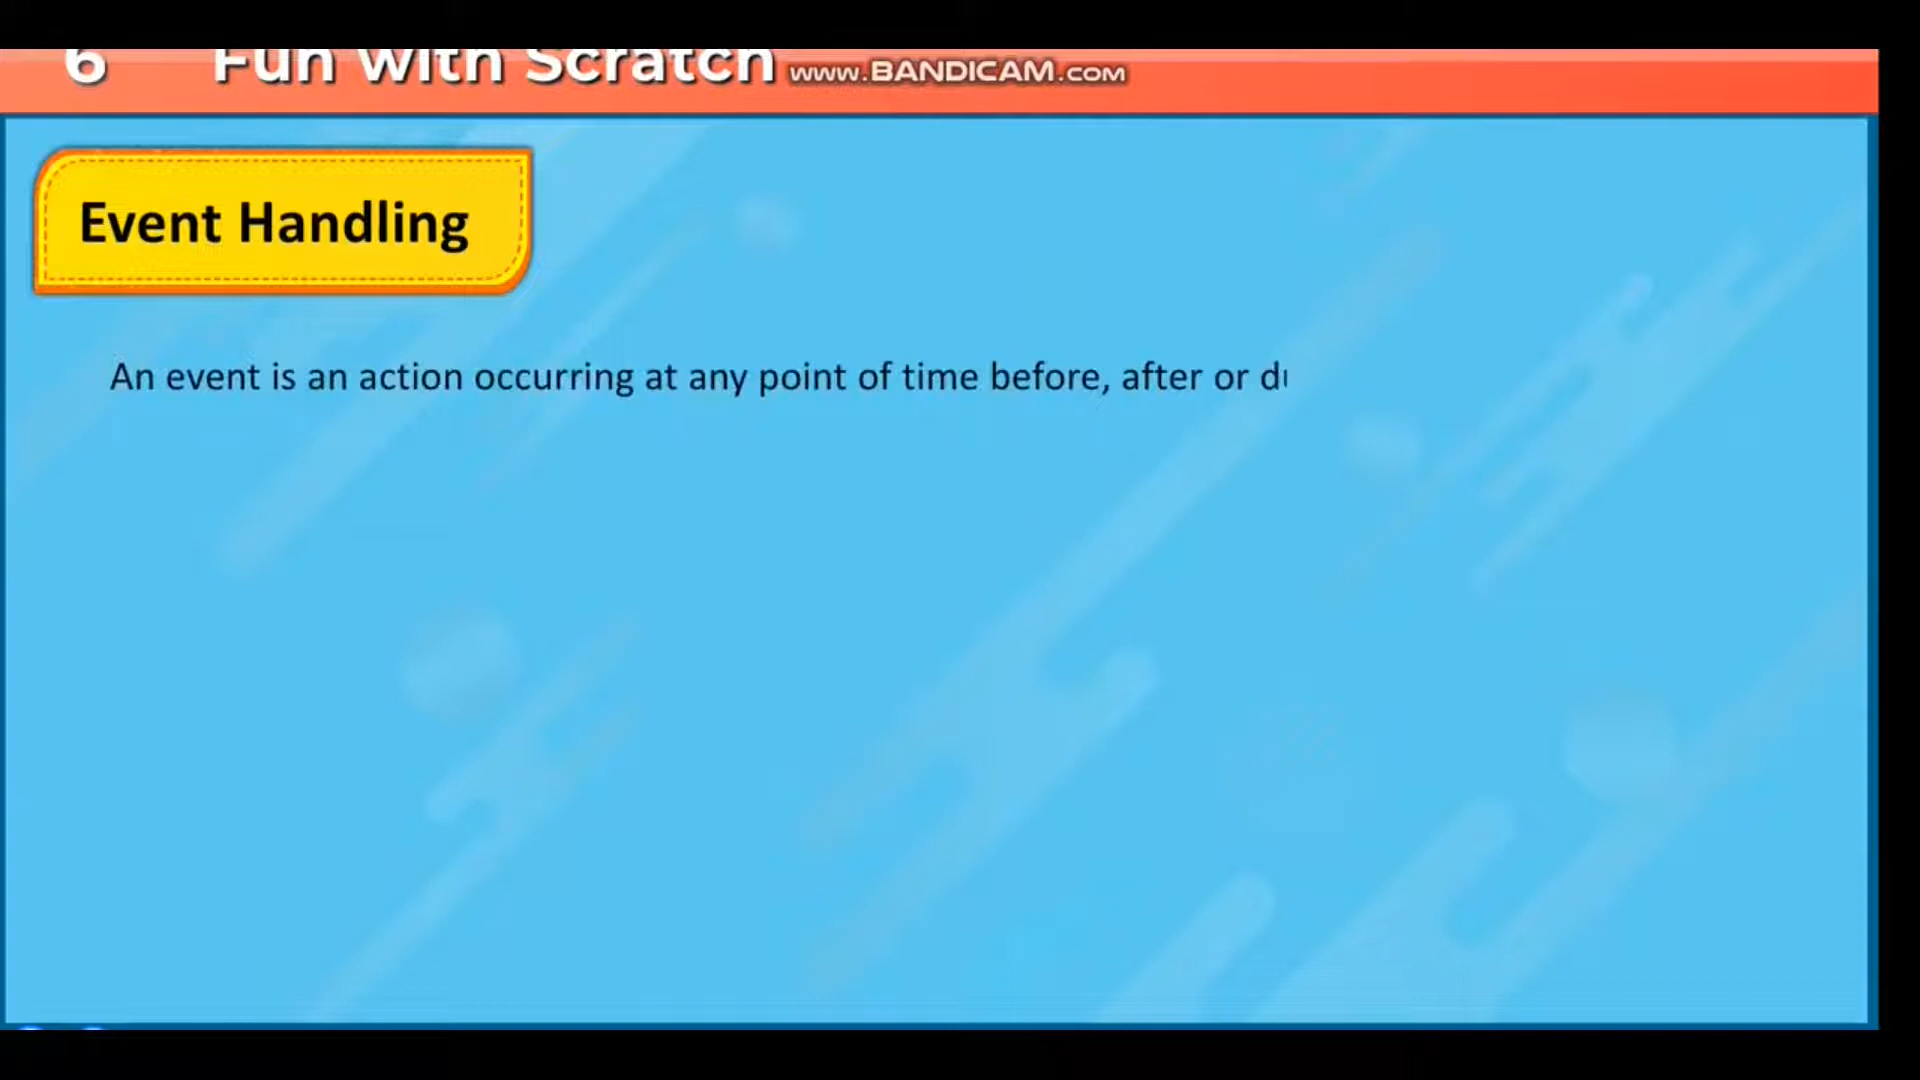 6 Fun with Scratch www.BANDICAM.com
Event Handling
An event is an action occurring at any point of time before, after or